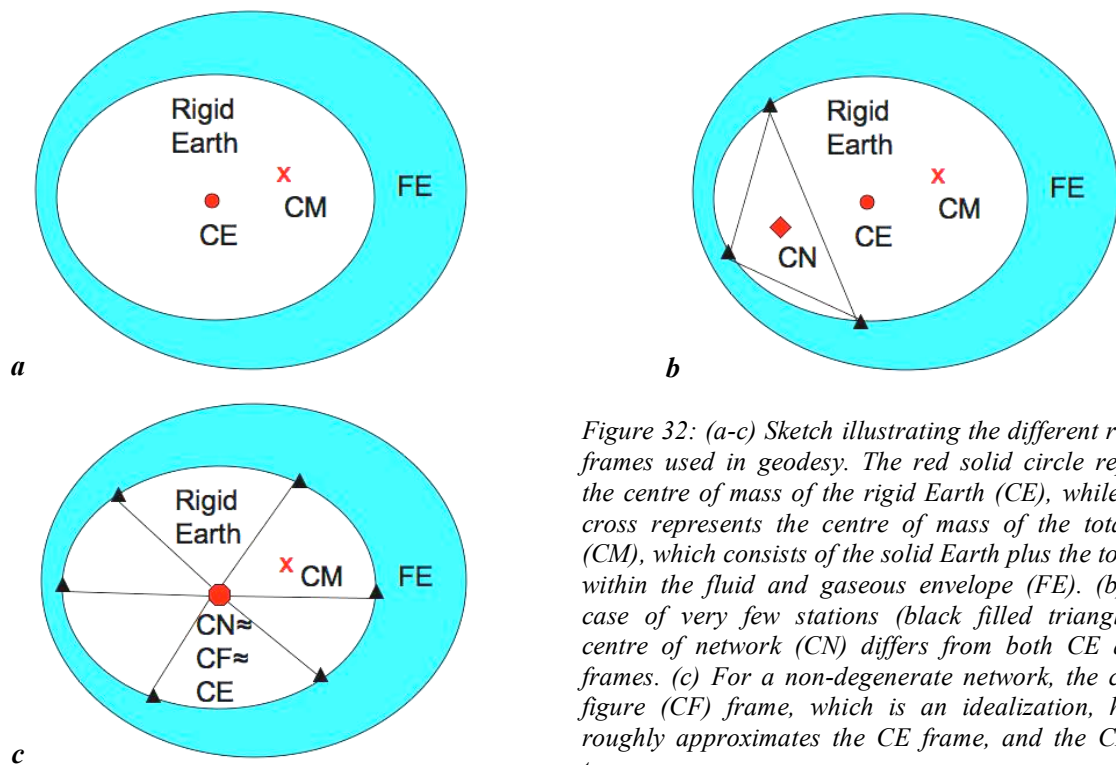 Rigid
Earth
x
CM
CE
FE
a
Rigid
Earth
x
CM
CE
CN
FE
b
Rigid
Earth
x
CM
FE
CN≈
CF≈
CE
c
Figure 32: (a-c) Sketch illustrating the different r
frames used in geodesy. The red solid circle re
the centre of mass of the rigid Earth (CE), while
cross represents the centre of mass of the tota
(CM), which consists of the solid Earth plus the to
within the fluid and gaseous envelope (FE). (b
case of very few stations (black filled triang
centre of network (CN) differs from both CE
frames. (c) For a non-degenerate network, the c
figure (CF) frame, which is an idealization, h
roughly approximates the CE frame, and the C